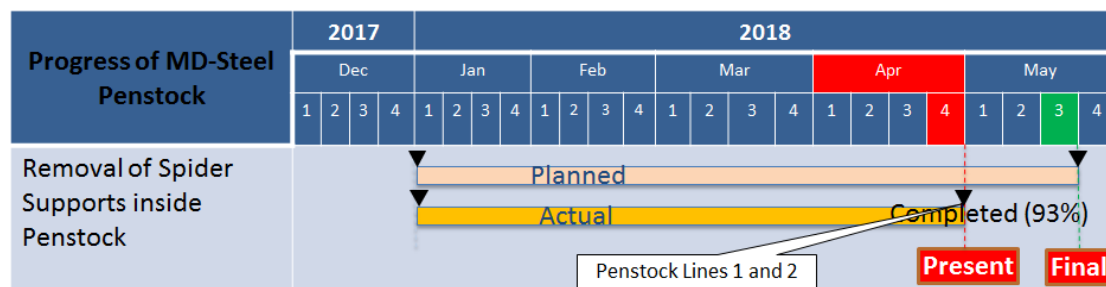 Progress of MD-Steel
Penstock
2017 2018
Dec Jan Feb Mar Apr May
1 2 3 4 1 2 3 4 1 2 3 4 1 2 3 4 1 2 3 4 1 2 3 4
Removal of Spider
Supports inside
Penstock
Planned
Actual
Completed (93%)
Penstock Lines 1 and 2
Present
Final